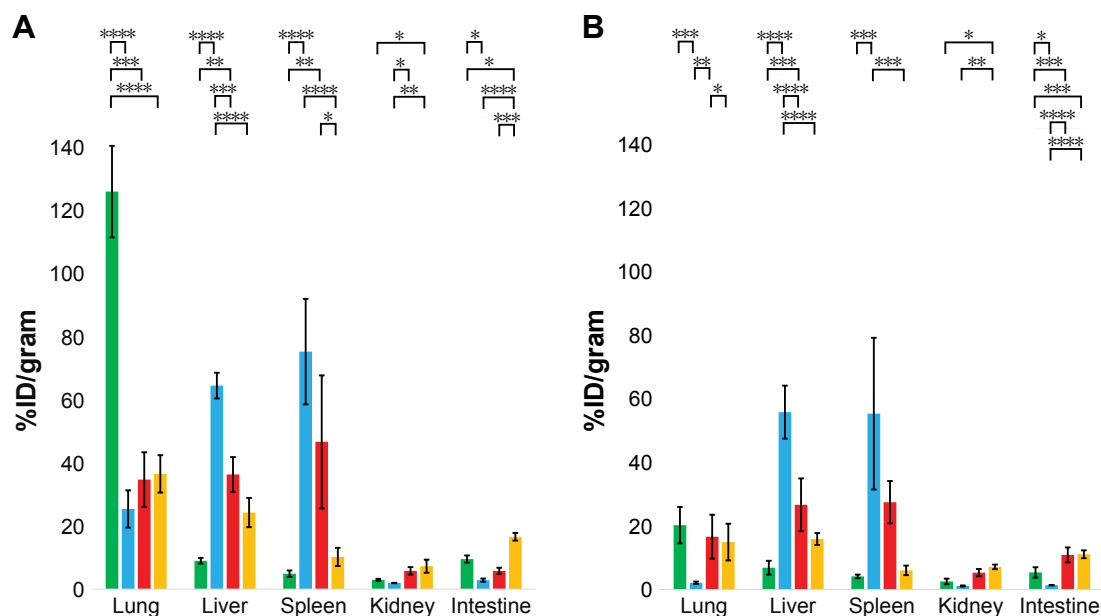 A
**** **** **** * *
*** ** ** * *
**** *** **** ** ****
**** * ***
140
120
100
80
60
40
20
0
%ID/gram
Lung Liver Spleen Kidney Intestine
B
*** **** *** * *
** *** *** ** ***
* **** ***
**** ****
****
140
120
100
80
60
40
20
0
%ID/gram
Lung Liver Spleen Kidney Intestine